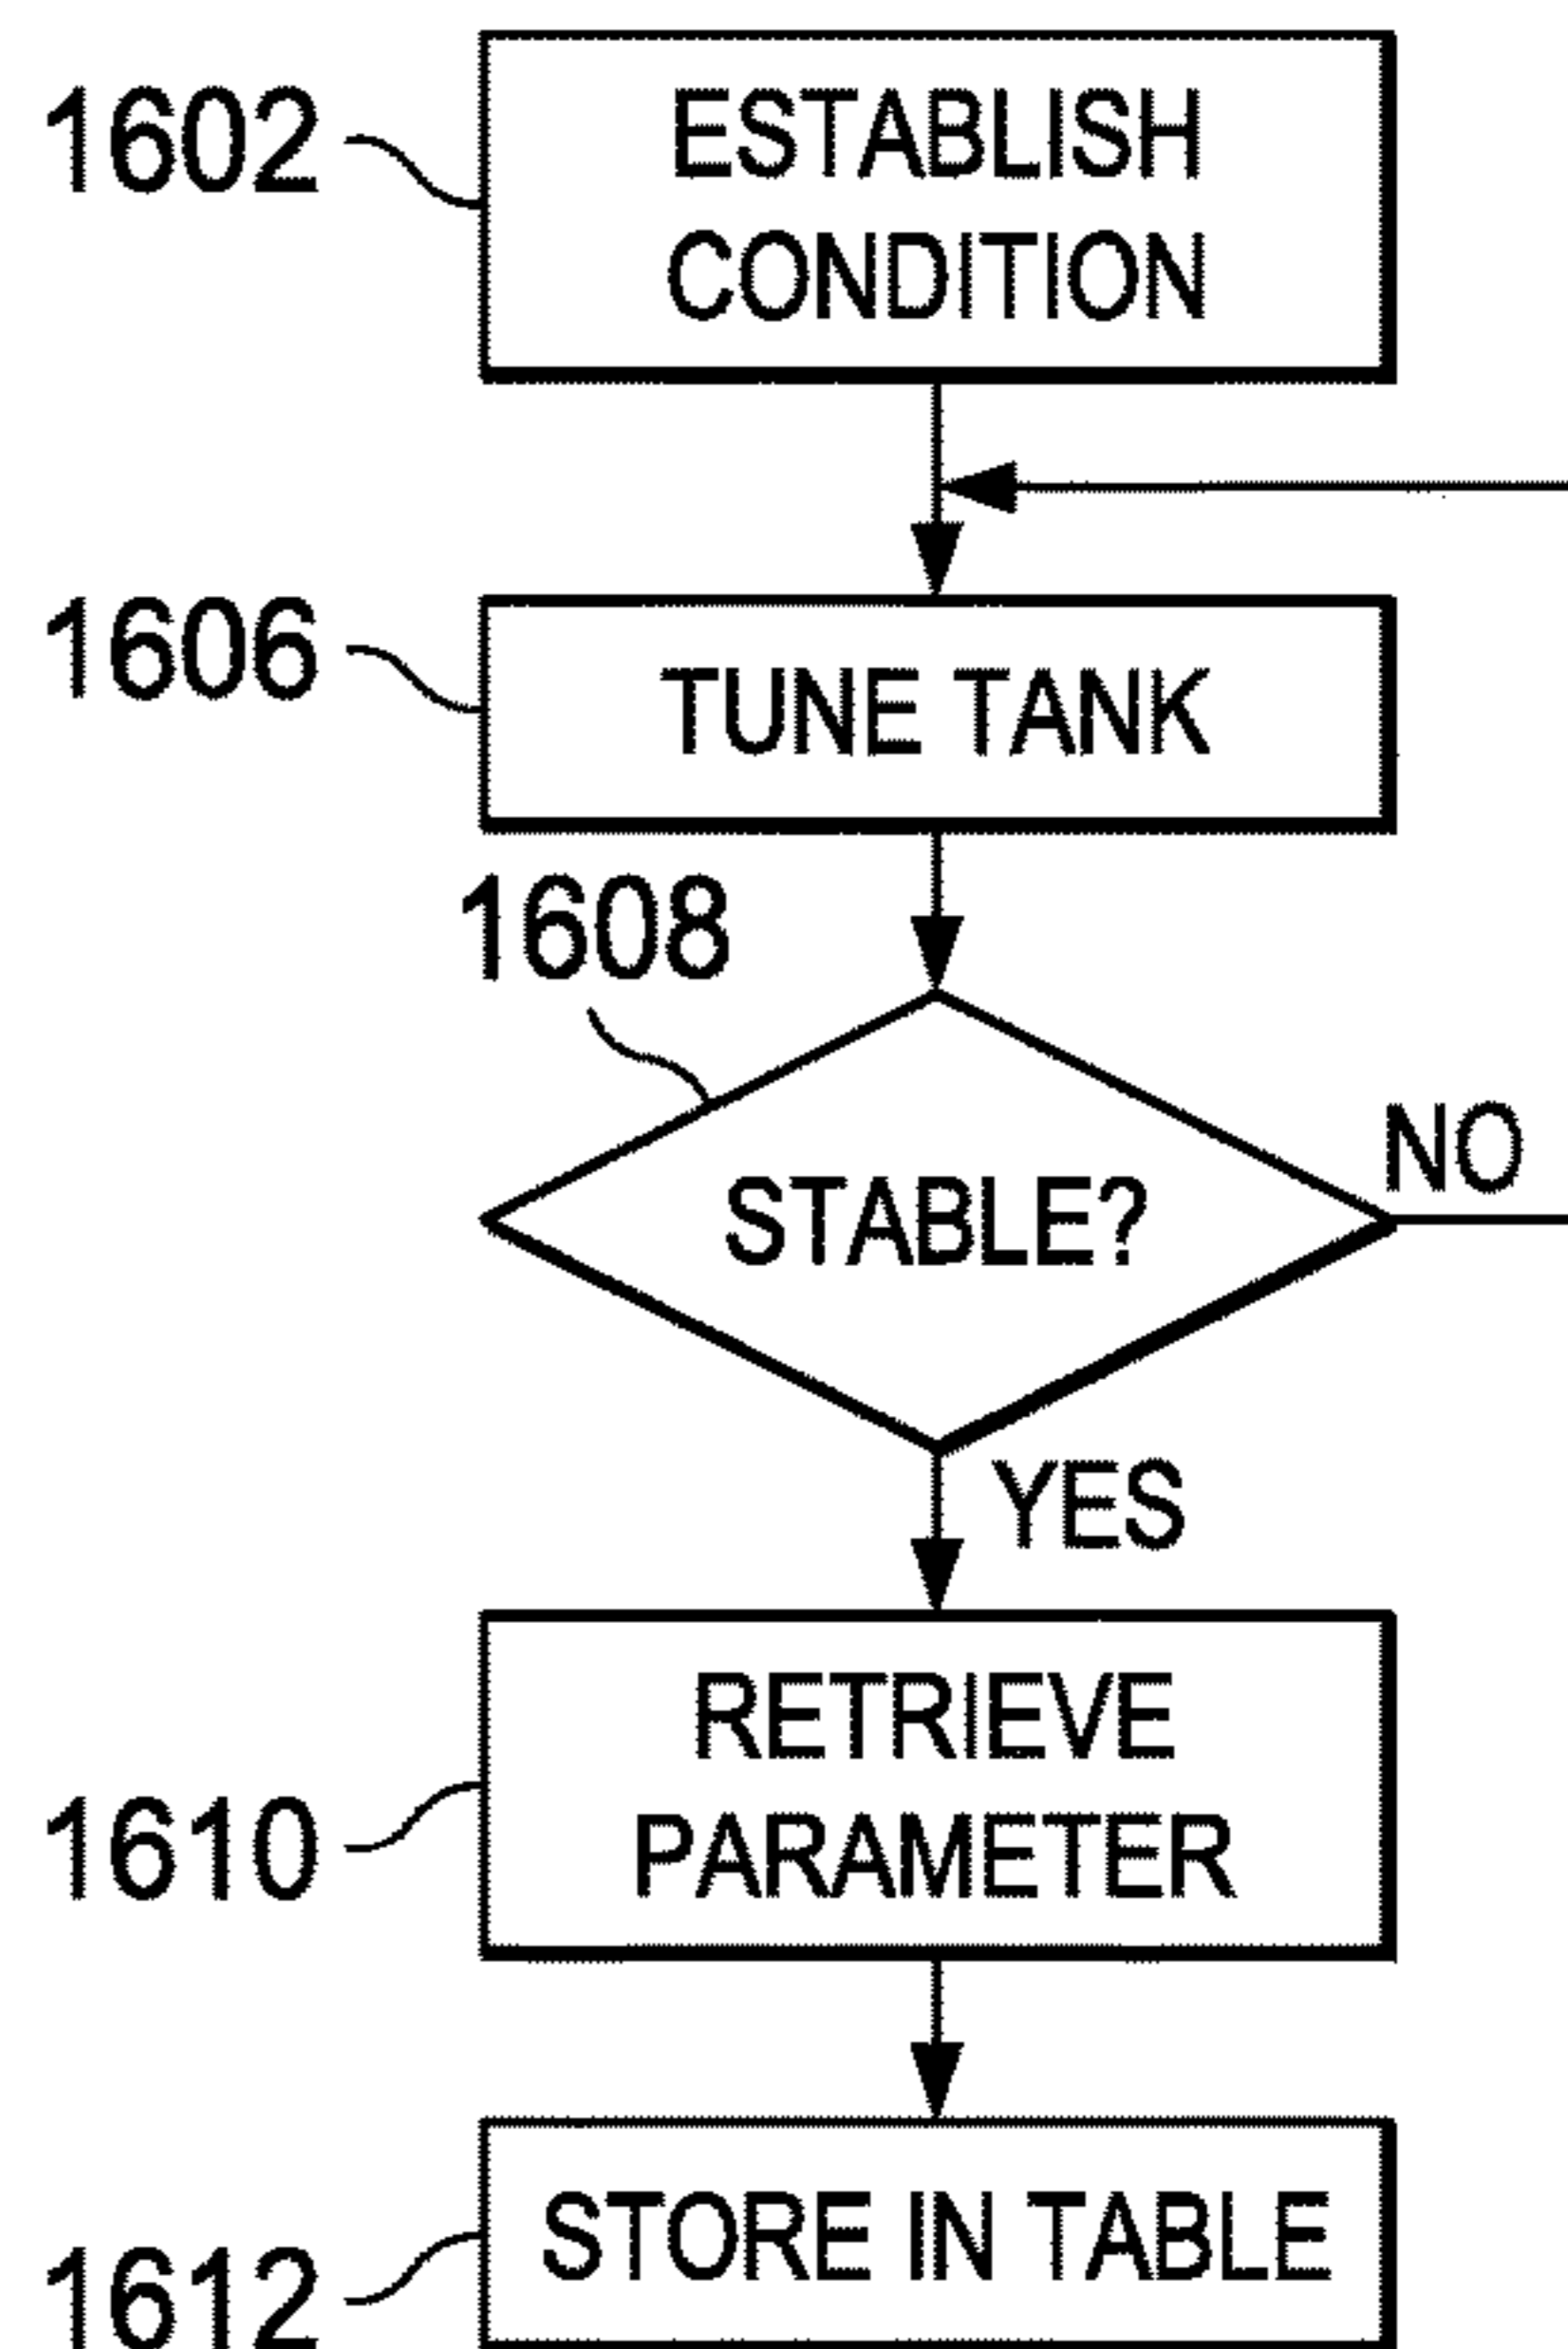 1602
ESTABLISH
CONDITION
1606
TUNE TANK
1608
STABLE?
NO
YES
RETRIEVE
PARAMETER
1610
STORE IN TABLE
1612